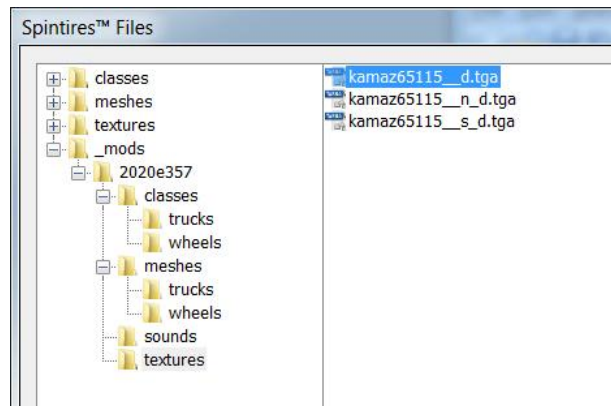 Spintires™ Files
classes
meshes
textures
_mods
2020e357
classes
trucks
wheels
meshes
trucks
wheels
sounds
textures
kamaz65115__d.tga
kamaz65115__n_d.tga
kamaz65115__s_d.tga